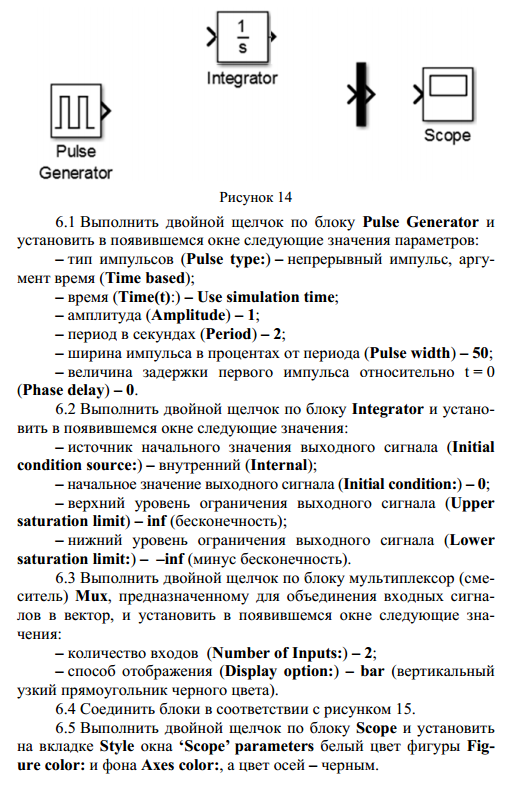 1
s
Integrator
Pulse
Generator
Scope
Рисунок 14
6.1 Выполнить двойной щелчок по блоку Pulse Generator и
установить в появившемся окне следующие значения параметров:
– тип импульсов (Pulse type:) – непрерывный импульс, аргу-
мент время (Time based);
– время (Time(t):) – Use simulation time;
– амплитуда (Amplitude) – 1;
– период в секундах (Period) – 2;
– ширина импульса в процентах от периода (Pulse width) – 50;
– величина задержки первого импульса относительно t = 0
(Phase delay) – 0.
6.2 Выполнить двойной щелчок по блоку Integrator и устано-
вить в появившемся окне следующие значения:
– источник начального значения выходного сигнала (Initial
condition source:) – внутренний (Internal);
– начальное значение выходного сигнала (Initial condition:) – 0;
– верхний уровень ограничения выходного сигнала (Upper
saturation limit) – inf (бесконечность);
– нижний уровень ограничения выходного сигнала (Lower
saturation limit:) – –inf (минус бесконечность).
6.3 Выполнить двойной щелчок по блоку мультиплексор (сме-
ситель) Mux, предназначенному для объединения входных сигна-
лов в вектор, и установить в появившемся окне следующие зна-
чения:
– количество входов (Number of Inputs:) – 2;
– способ отображения (Display option:) – bar (вертикальный
узкий прямоугольник черного цвета).
6.4 Соединить блоки в соответствии с рисунком 15.
6.5 Выполнить двойной щелчок по блоку Scope и установить
на вкладке Style окна ‘Scope’ parameters белый цвет фигуры Fig-
ure color: и фона Axes color:, а цвет осей – черным.